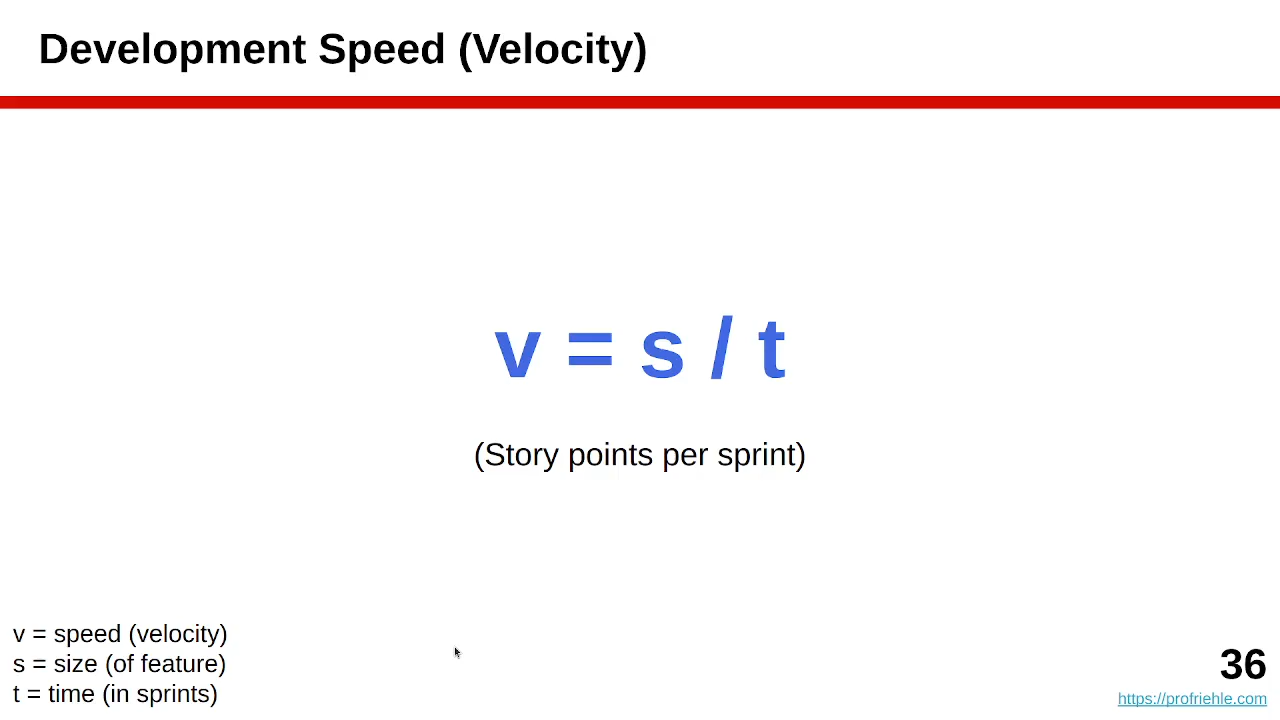 Development Speed (Velocity)
v = s / t
(Story points per sprint)
v = speed (velocity)
s = size (of feature)
t = time (in sprints)
36
https://profriehle.com